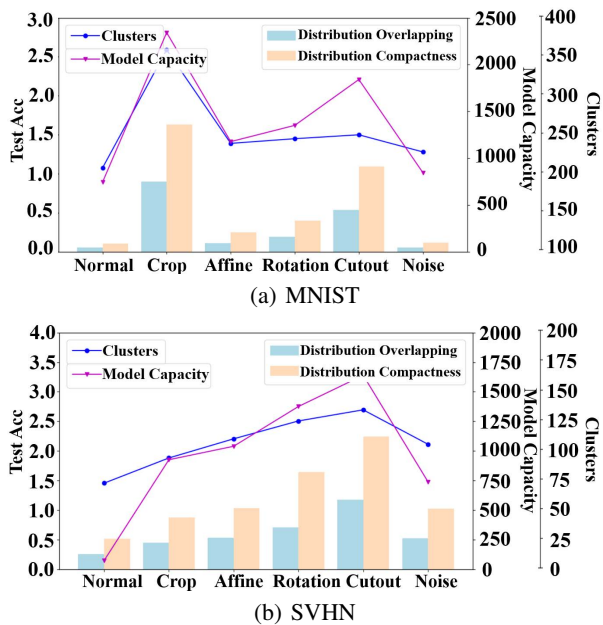 3.0
2.5
2.0
1.5
1.0
0.5
0.0
Test Acc
Clusters
Model Capacity
Distribution Overlapping
Distribution Compactness
2500
2000
1500
1000
500
0
Model Capacity
400
350
300
250
200
150
100
Clusters
Normal Crop Affine Rotation Cutout Noise
(a) MNIST
4.0
3.5
3.0
2.5
2.0
1.5
1.0
0.5
0.0
Test Acc
Clusters
Model Capacity
Distribution Overlapping
Distribution Compactness
2000
1750
1500
1250
1000
750
500
250
0
Model Capacity
200
175
150
125
100
75
50
25
0
Clusters
Normal Crop Affine Rotation Cutout Noise
(b) SVHN